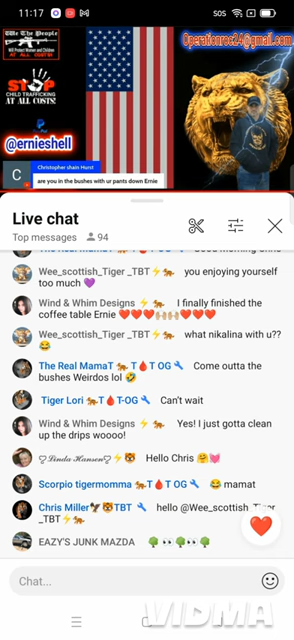 11:17
SOS
We The People
Will Protect Women and Children
AT ALL COSTS!
Operationroc24@gmail.com
STOP
CHILD TRAFFICKING
AT ALL COSTS!
@ernieshell
C
Christopher shain Hurst
are you in the bushes with ur pants down Ernie
Live chat
Top messages 94
Wee_scottish_Tiger _TBT⚡🐅 you enjoying yourself
too much 💜
Wind & Whim Designs ⚡🐅 I finally finished the
coffee table Ernie ❤️❤️❤️🙌🏼🙌🏼❤️❤️❤️
Wee_scottish_Tiger _TBT⚡🐅 what nikalina with u??
😂
The Real MamaT 🐅 T🩸T OG 🔧 Come outta the
bushes Weirdos lol 🤣
Tiger Lori 🐅T🩸T-OG 🔧 Can't wait
Wind & Whim Designs ⚡🐅 Yes! I just gotta clean
up the drips woooo!
♡𝓛𝓲𝓷𝓭𝓪 𝓗𝓪𝓷𝓼𝓮𝓷♡⚡🐯 Hello Chris 🤗💓
Scorpio tigermomma 🐅T🩸T OG 🔧 😂 mamat
Chris Miller🦅🐯TBT 🔧 hello @Wee_scottish_Tiger
_TBT⚡🐅
EAZY'S JUNK MAZDA 🌳👀🌳👀🌳
Chat...
VIDMA